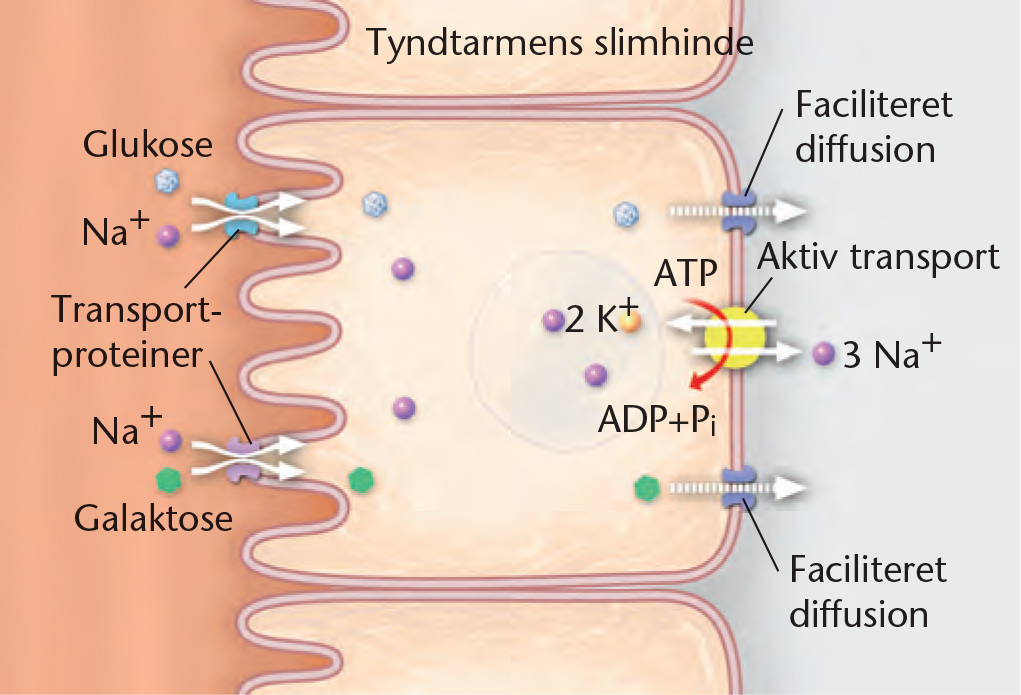 Tyndtarmens slimhinde
Faciliteret
diffusion
Glukose
Na+
Aktiv transport
ATP
Transport-
proteiner
2 K+
3 Na+
Na+
ADP+Pi
Galaktose
Faciliteret
diffusion